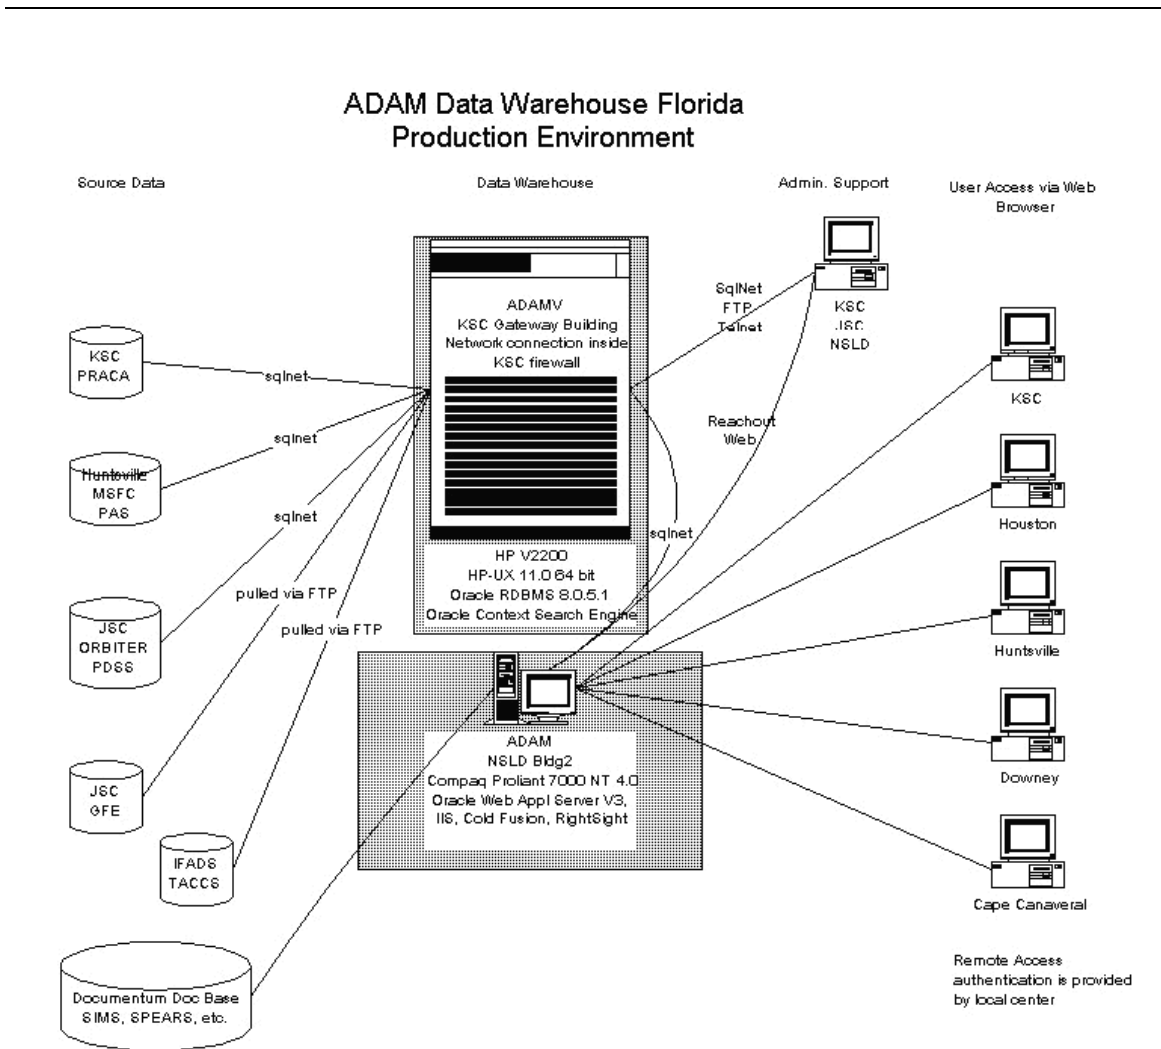 ADAM Data Warehouse Florida
Production Environment
Source Data
Data Warehouse
Admin. Support
User Access via Web
Browser
KSC
PRACA
Huntsville
MSFC
PAS
JSC
ORBITER
PDSS
JSC
GFE
IFADS
TACCS
Documentum Doc Base
SIMS, SPEARS, etc.
sqlnet
sqlnet
sqlnet
pulled via FTP
pulled via FTP
ADAMV
KSC Gateway Building
Network connection inside
KSC firewall
HP V2200
HP-UX 11.0 64 bit
Oracle RDBMS 8.0.5.1
Oracle Context Search Engine
ADAM
NSLD Bldg2
Compaq Proliant 7000 NT 4.0
Oracle Web Appl Server V3,
IIS, Cold Fusion, RightSight
SqlNet
FTP
Telnet
Reachout
Web
sqlnet
KSC
JSC
NSLD
KSC
Houston
Huntsville
Downey
Cape Canaveral
Remote Access
authentication is provided
by local center